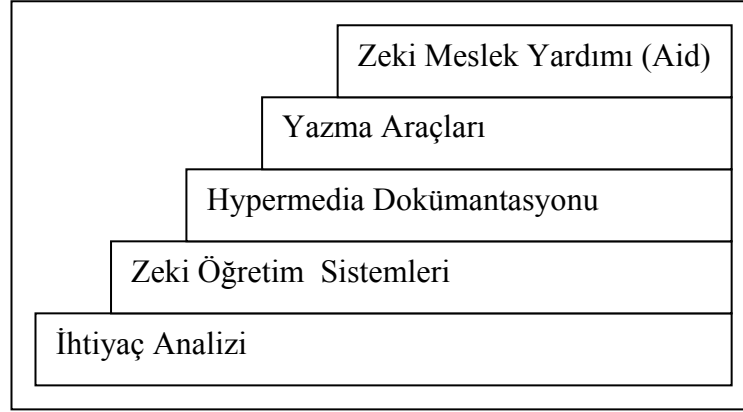 Zeki Meslek Yardımı (Aid)
Yazma Araçları
Hypermedia Dokümantasyonu
Zeki Öğretim  Sistemleri
İhtiyaç Analizi